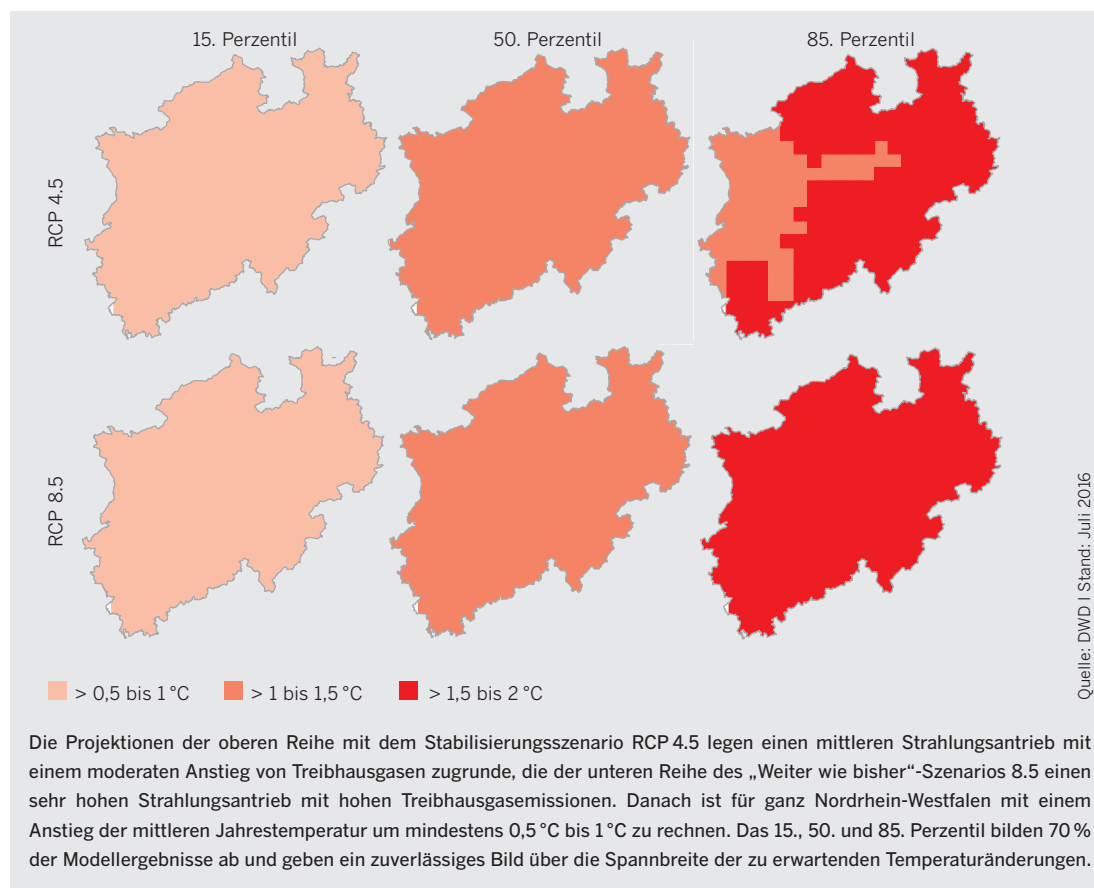 15. Perzentil 50. Perzentil 85. Perzentil
RCP 4.5
RCP 8.5
> 0,5 bis 1 °C > 1 bis 1,5 °C > 1,5 bis 2 °C
Quelle: DWD I Stand: Juli 2016
Die Projektionen der oberen Reihe mit dem Stabilisierungsszenario RCP 4.5 legen einen mittleren Strahlungsantrieb mit
einem moderaten Anstieg von Treibhausgasen zugrunde, die der unteren Reihe des „Weiter wie bisher“-Szenarios 8.5 einen
sehr hohen Strahlungsantrieb mit hohen Treibhausgasemissionen. Danach ist für ganz Nordrhein-Westfalen mit einem
Anstieg der mittleren Jahrestemperatur um mindestens 0,5 °C bis 1 °C zu rechnen. Das 15., 50. und 85. Perzentil bilden 70 %
der Modellergebnisse ab und geben ein zuverlässiges Bild über die Spannbreite der zu erwartenden Temperaturänderungen.